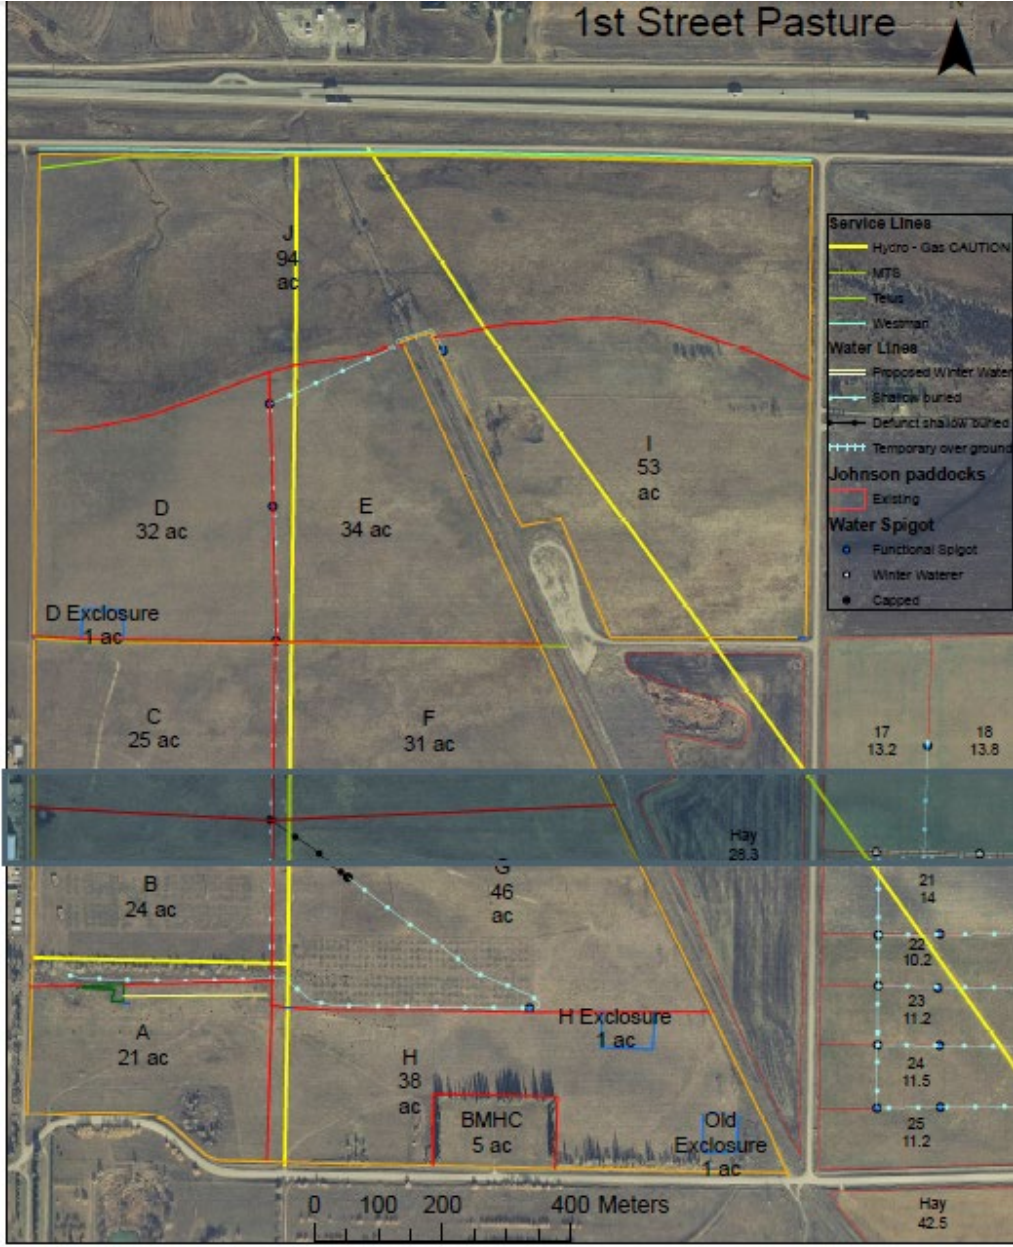 1st Street Pasture
J
94
ac
Service Lines
Hydro - Gas CAUTION
MTS
Telus
Westman
Water Lines
Proposed Winter Water
Shallow buried
Defunct shallow buried
Temporary over ground
Johnson paddocks
Existing
Water Spigot
Functional Spigot
Winter Waterer
Capped
I
53
ac
D
32 ac
E
34 ac
D Exclosure
1 ac
C
25 ac
F
31 ac
17
13.2
18
13.8
Hay
28.3
B
24 ac
G
46
ac
21
14
22
10.2
23
11.2
24
11.5
25
11.2
A
21 ac
H Exclosure
1 ac
H
38
ac
BMHC
5 ac
Old
Exclosure
1 ac
0 100 200 400 Meters
Hay
42.5